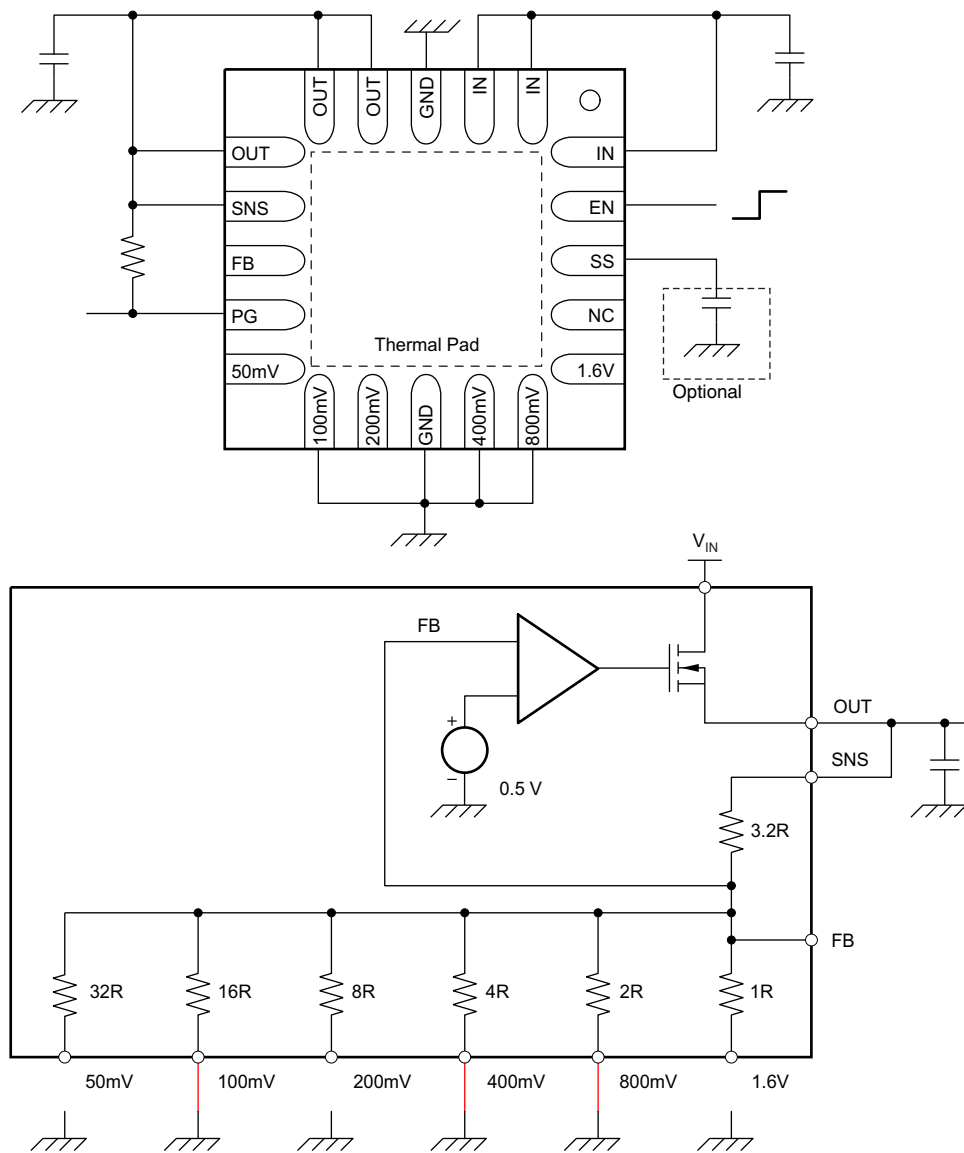 OUT
OUT
GND
IN
IN
OUT
IN
SNS
EN
FB
SS
PG
NC
Thermal Pad
50mV
1.6V
100mV
200mV
GND
400mV
800mV
Optional
VIN
FB
OUT
+
SNS
−
0.5 V
3.2R
FB
32R
16R
8R
4R
2R
1R
50mV
100mV
200mV
400mV
800mV
1.6V